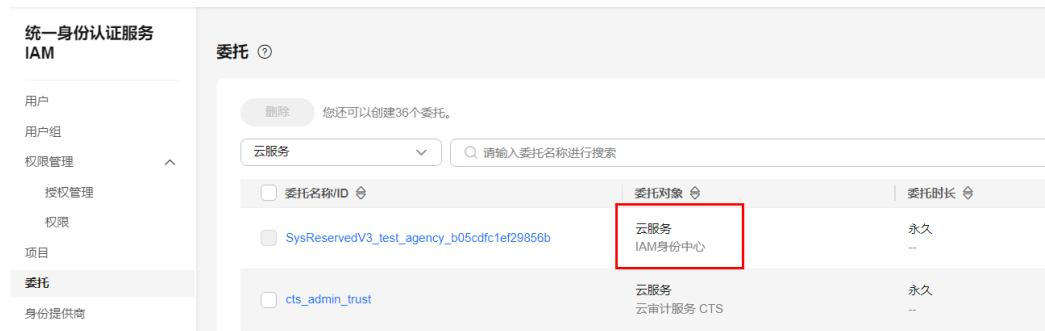 统一身份认证服务
IAM
用户
用户组
权限管理
授权管理
权限
项目
委托
身份提供商
委托 ?
删除 您还可以创建36个委托。
云服务 请输入委托名称进行搜索
委托名称/ID 委托对象 委托时长
SysReservedV3_test_agency_b05cdfc1ef29856b 云服务 永久
IAM身份中心 --
cts_admin_trust 云服务 永久
云审计服务 CTS --